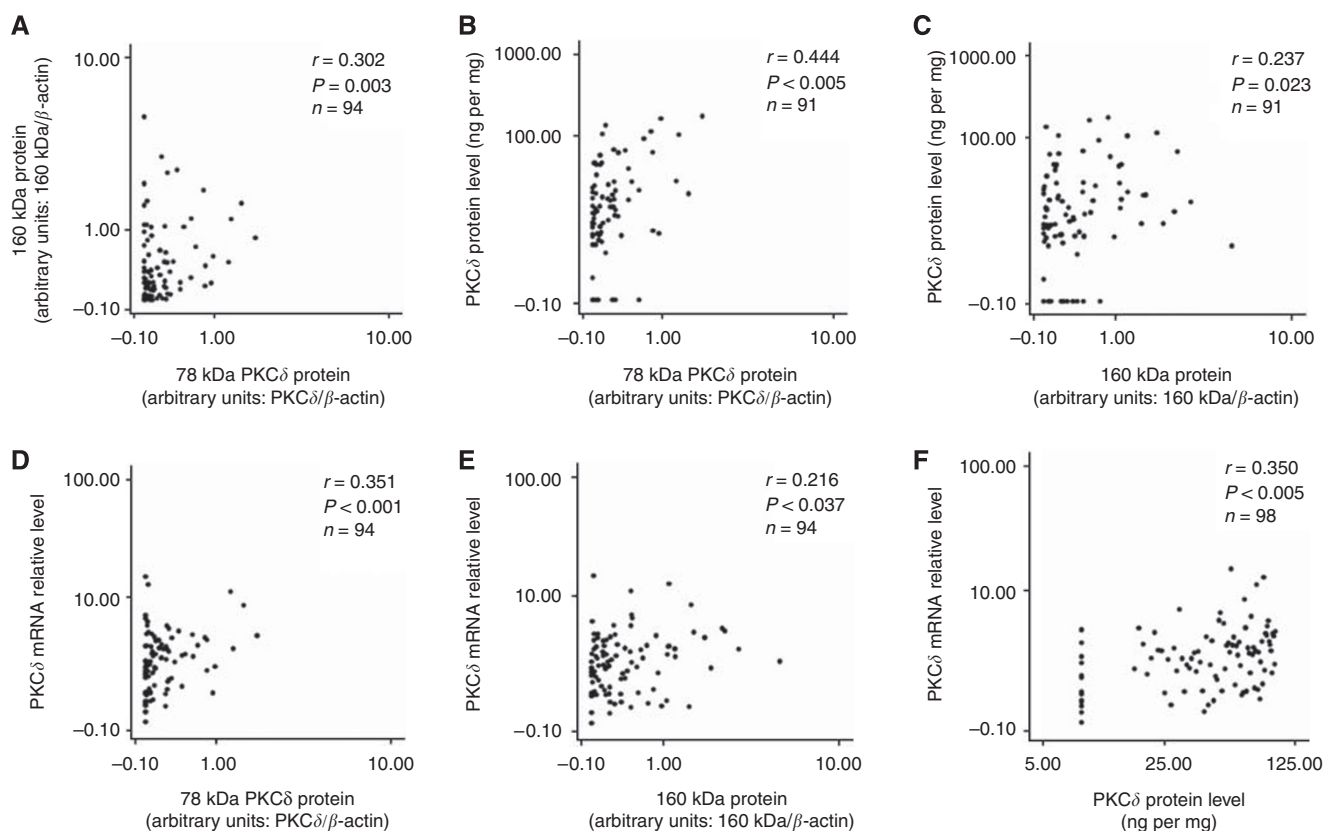 A
10.00
1.00
–0.10
160 kDa protein
(arbitrary units: 160 kDa/β-actin)
r = 0.302
P = 0.003
n = 94
–0.10 1.00 10.00
78 kDa PKCδ protein
(arbitrary units: PKCδ/β-actin)
B
1000.00
100.00
–0.10
PKCδ protein level (ng per mg)
r = 0.444
P < 0.005
n = 91
–0.10 1.00 10.00
78 kDa PKCδ protein
(arbitrary units: PKCδ/β-actin)
C
1000.00
100.00
–0.10
PKCδ protein level (ng per mg)
r = 0.237
P = 0.023
n = 91
–0.10 1.00 10.00
160 kDa protein
(arbitrary units: 160 kDa/β-actin)
D
100.00
10.00
–0.10
PKCδ mRNA relative level
r = 0.351
P < 0.001
n = 94
–0.10 1.00 10.00
78 kDa PKCδ protein
(arbitrary units: PKCδ/β-actin)
E
100.00
10.00
–0.10
PKCδ mRNA relative level
r = 0.216
P < 0.037
n = 94
–0.10 1.00 10.00
160 kDa protein
(arbitrary units: 160 kDa/β-actin)
F
100.00
10.00
–0.10
PKCδ mRNA relative level
r = 0.350
P < 0.005
n = 98
5.00 25.00 125.00
PKCδ protein level
(ng per mg)